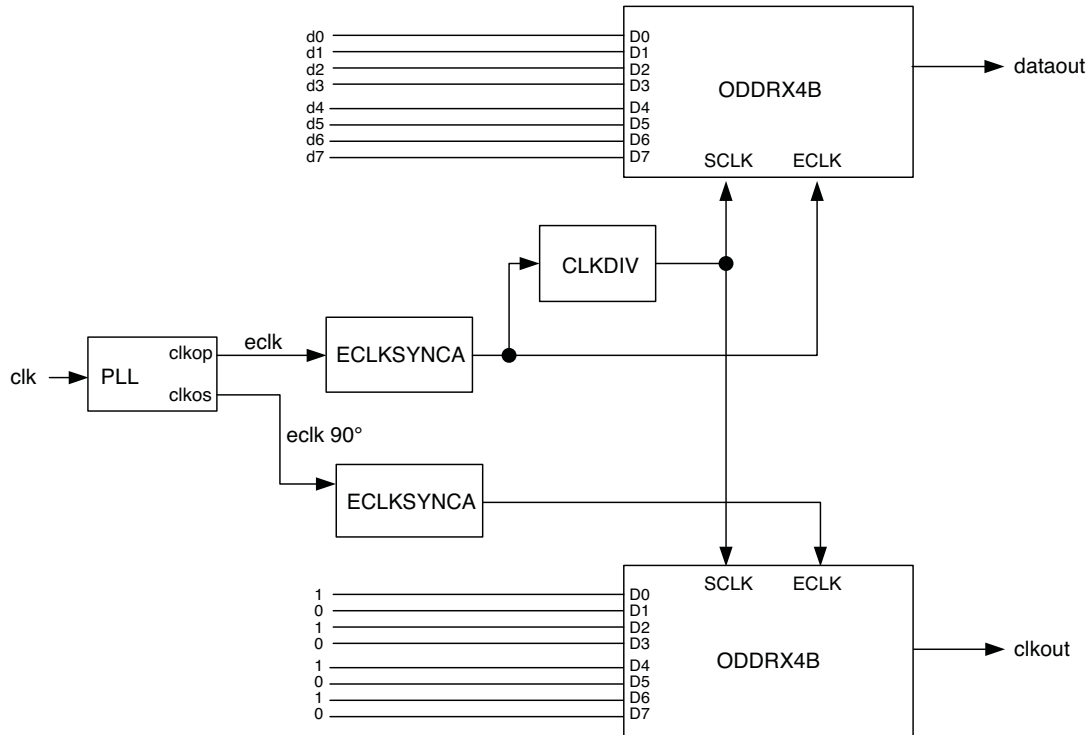 d0
d1
d2
d3
d4
d5
d6
d7
D0
D1
D2
D3
D4
D5
D6
D7
ODDRX4B
SCLK
ECLK
dataout
CLKDIV
clk
PLL
clkop
clkos
eclk
ECLKSYNCA
eclk 90°
ECLKSYNCA
1
0
1
0
1
0
1
0
D0
D1
D2
D3
D4
D5
D6
D7
SCLK
ECLK
ODDRX4B
clkout